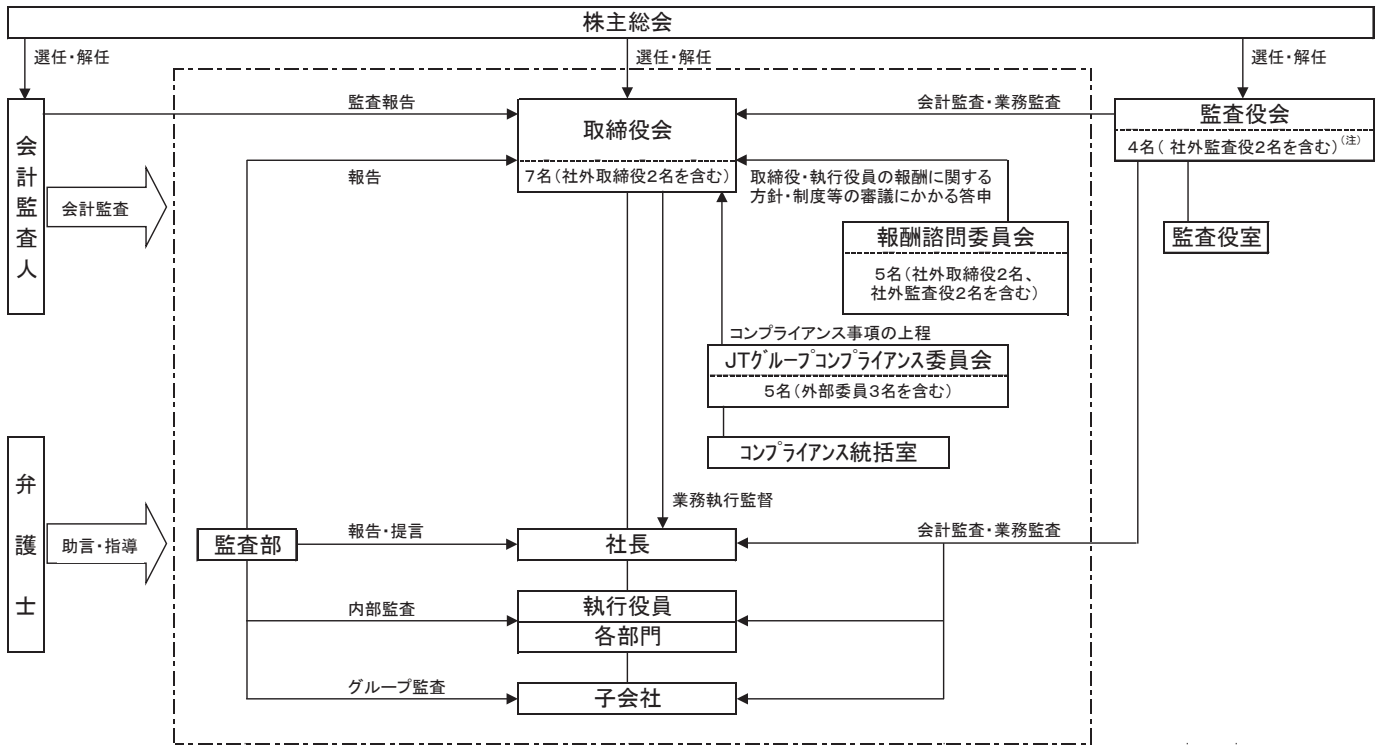 株主総会
選任・解任
選任・解任
選任・解任
会計監査人
監査報告
取締役会
7名(社外取締役2名を含む)
会計監査・業務監査
監査役会
4名( 社外監査役2名を含む)(注)
会計監査
報告
取締役・執行役員の報酬に関する
方針・制度等の審議にかかる答申
報酬諮問委員会
5名(社外取締役2名、
社外監査役2名を含む)
監査役室
コンプライアンス事項の上程
JTグループコンプライアンス委員会
5名(外部委員3名を含む)
コンプライアンス統括室
弁護士
助言・指導
業務執行監督
監査部
報告・提言
社長
会計監査・業務監査
内部監査
執行役員
各部門
グループ監査
子会社